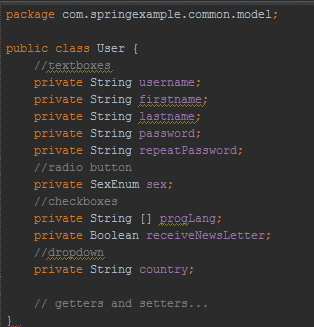 package com.springexample.common.model;
public class User {
//textboxes
private String username;
private String firstname;
private String lastname;
private String password;
private String repeatPassword;
//radio button
private SexEnum sex;
//checkboxes
private String [] progLang;
private Boolean receiveNewsLetter;
//dropdown
private String country;
// getters and setters...
}